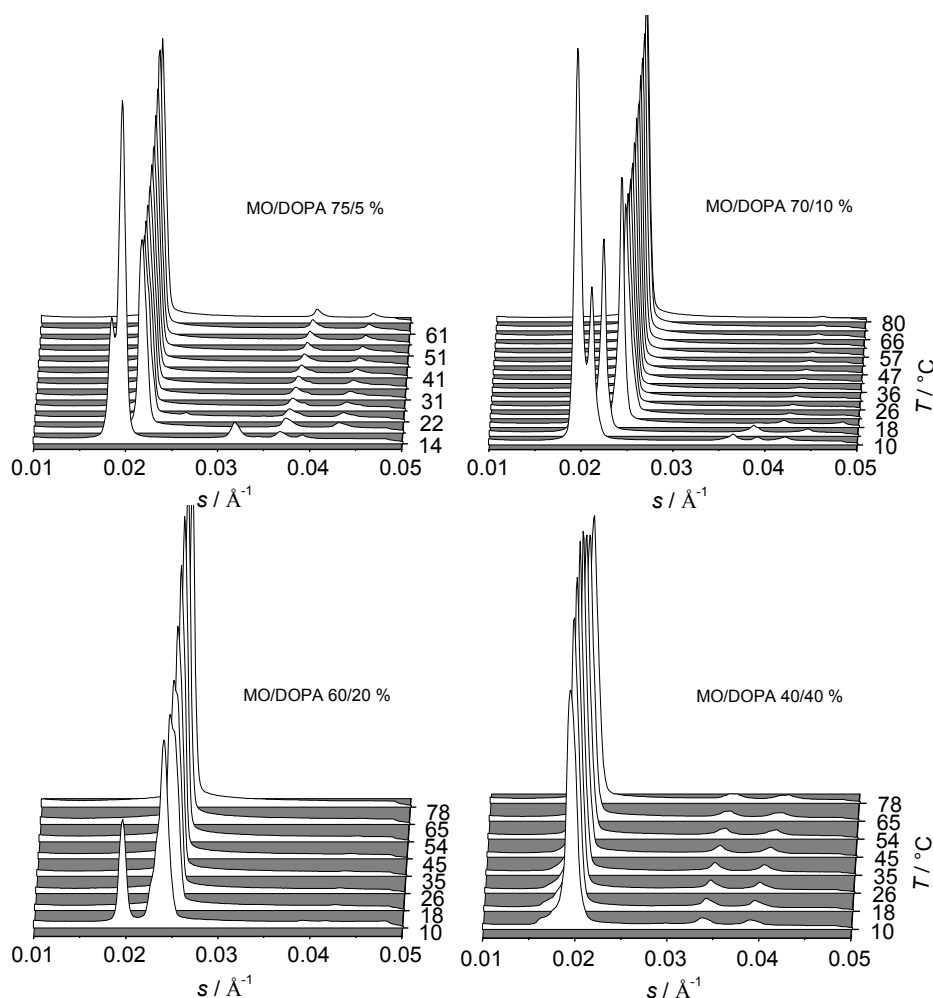 MO/DOPA 75/5 %
61
51
41
31
22
14
0.01 0.02 0.03 0.04 0.05
s / Å-1
MO/DOPA 70/10 %
80
66
57
47
36
26
18
10
T / °C
0.01 0.02 0.03 0.04 0.05
s / Å-1
MO/DOPA 60/20 %
78
65
54
45
35
26
18
10
0.01 0.02 0.03 0.04 0.05
s / Å-1
MO/DOPA 40/40 %
78
65
54
45
35
26
18
10
T / °C
0.01 0.02 0.03 0.04 0.05
s / Å-1